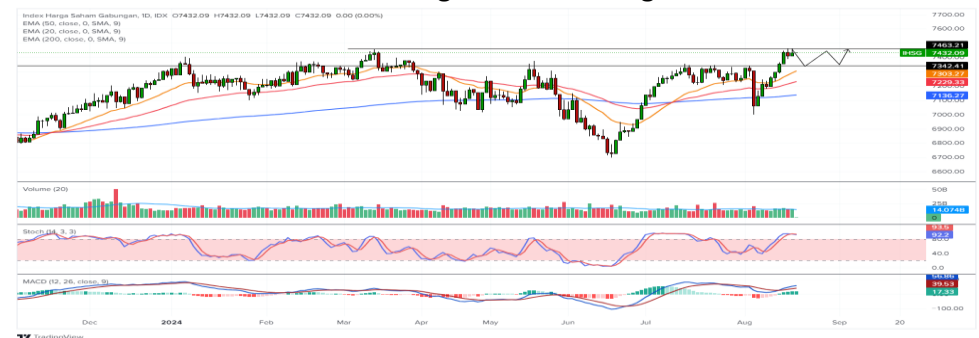 Index Harga Saham Gabungan, 1D, IDX O7432.09 H7432.09 L7432.09 C7432.09 0.00 (0.00%)
EMA (50, close, 0, SMA, 9)
EMA (20, close, 0, SMA, 9)
EMA (200, close, 0, SMA, 9)
7700.00
7600.00
7463.21
IHSG 7432.09
7342.41
7303.27
7229.33
7136.27
7000.00
6900.00
6800.00
6700.00
6600.00
Volume (20)
50B
25B
14.074B
0
Stoch (14, 3, 3)
93.5
92.2
40.0
0.0
MACD (12, 26, close, 9)
39.53
17.33
-100.00
Dec 2024 Feb Mar Apr May Jun Jul Aug Sep 20
TradingView